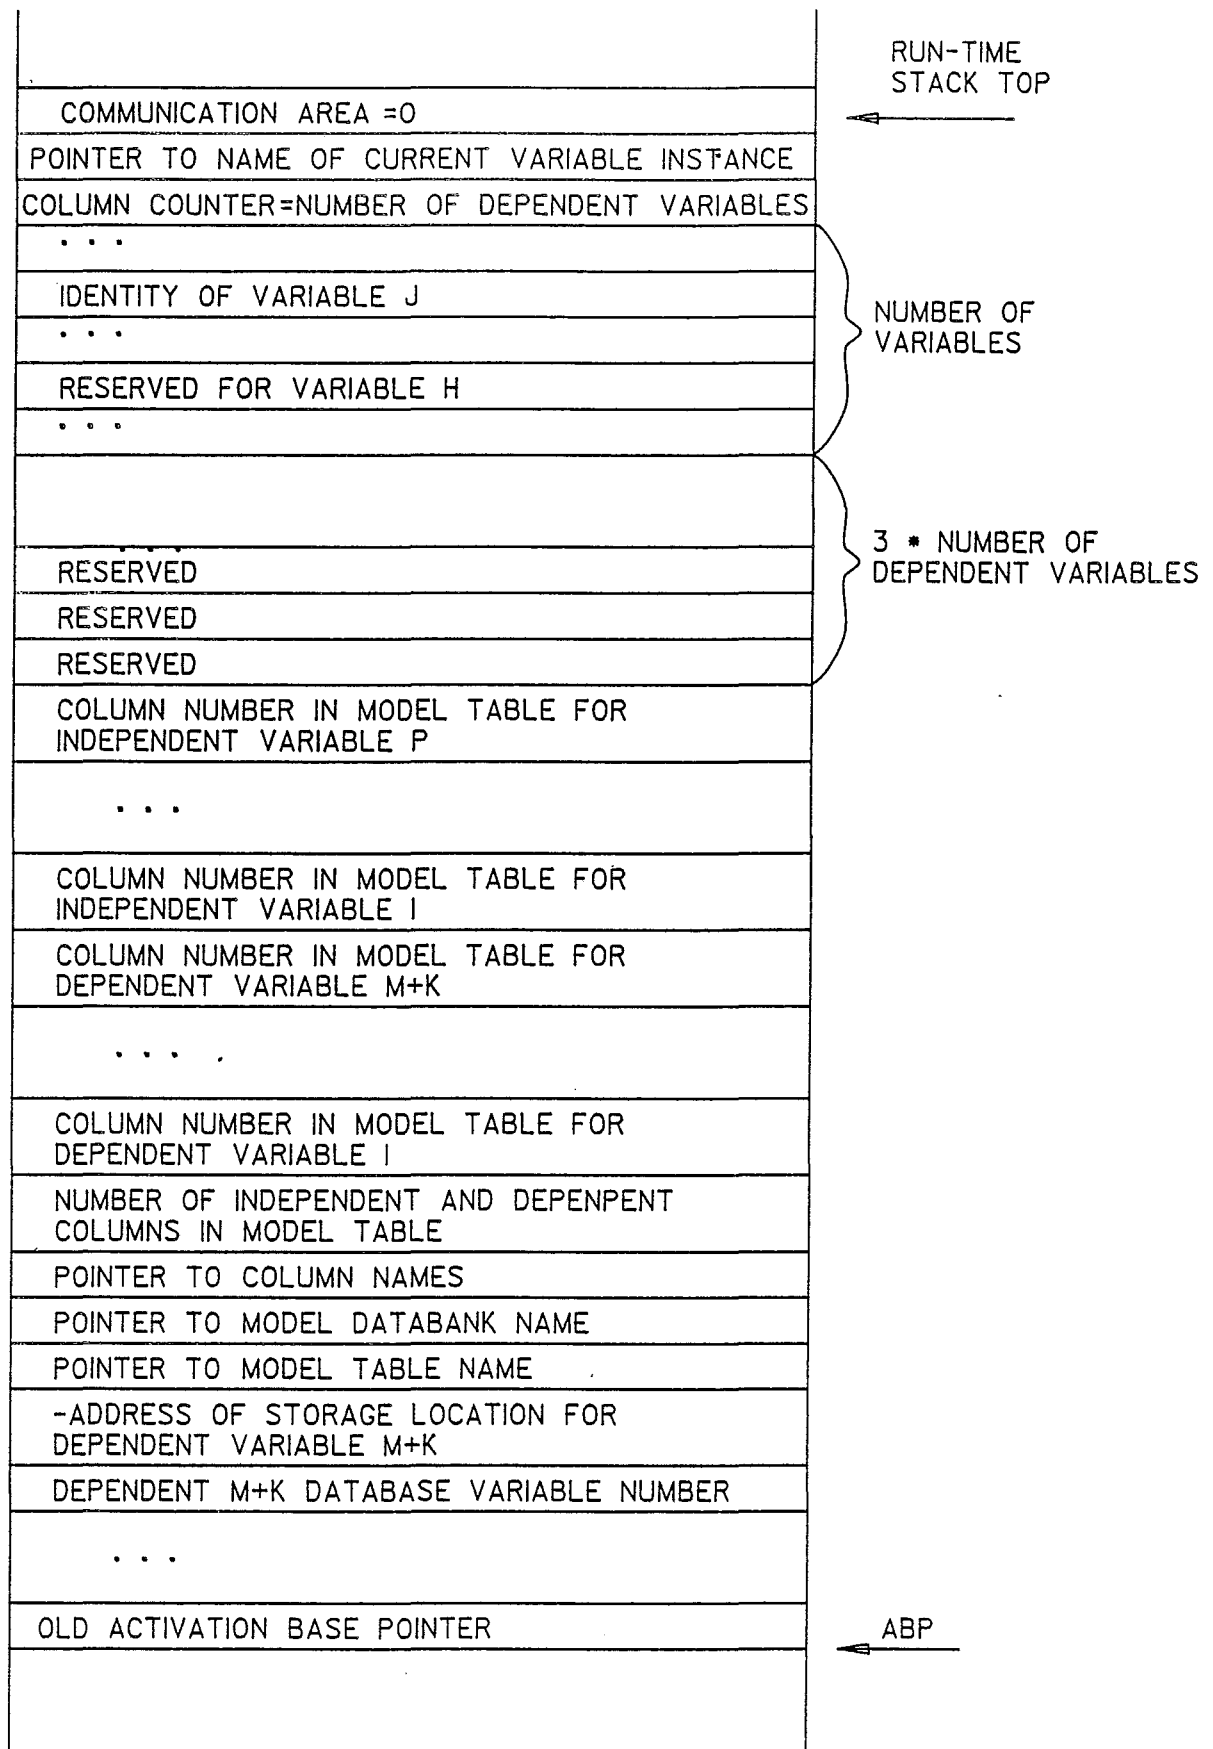 RUN-TIME
STACK TOP
COMMUNICATION AREA =0
POINTER TO NAME OF CURRENT VARIABLE INSTANCE
COLUMN COUNTER=NUMBER OF DEPENDENT VARIABLES
. . .
IDENTITY OF VARIABLE J
. . .
RESERVED FOR VARIABLE H
. . .
NUMBER OF
VARIABLES
. . .
RESERVED
RESERVED
RESERVED
3 * NUMBER OF
DEPENDENT VARIABLES
COLUMN NUMBER IN MODEL TABLE FOR
INDEPENDENT VARIABLE P
. . .
COLUMN NUMBER IN MODEL TABLE FOR
INDEPENDENT VARIABLE I
COLUMN NUMBER IN MODEL TABLE FOR
DEPENDENT VARIABLE M+K
. . .
COLUMN NUMBER IN MODEL TABLE FOR
DEPENDENT VARIABLE I
NUMBER OF INDEPENDENT AND DEPENPENT
COLUMNS IN MODEL TABLE
POINTER TO COLUMN NAMES
POINTER TO MODEL DATABANK NAME
POINTER TO MODEL TABLE NAME
-ADDRESS OF STORAGE LOCATION FOR
DEPENDENT VARIABLE M+K
DEPENDENT M+K DATABASE VARIABLE NUMBER
. . .
OLD ACTIVATION BASE POINTER
ABP